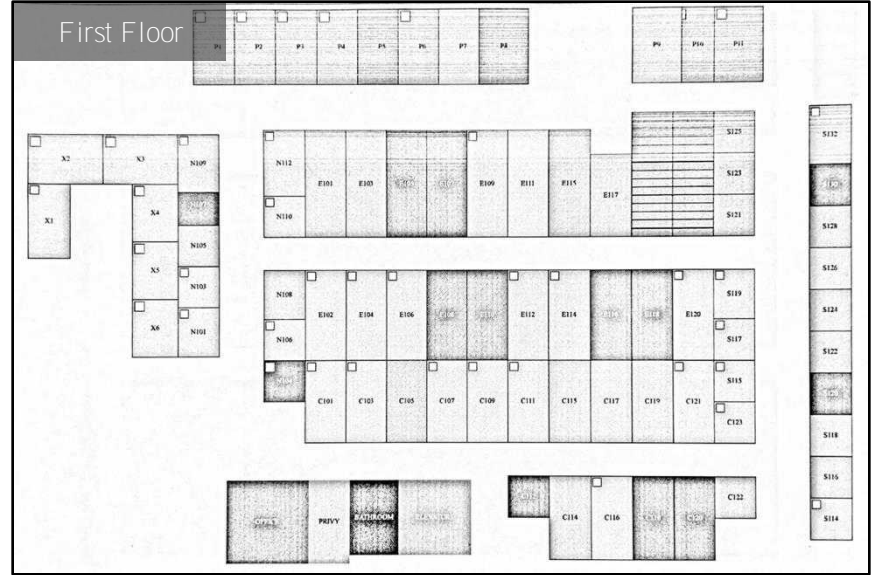 First Floor
P1 P2 P3 P4 P5 P6 P7 P8 P9 P10 P11
X2 X3 N109
X1 X4
N105
X5 N103
X6 N101
N112 E101 E103 E109 E111 E115 E117 S125
N110 S123
S121
N108 E102 E104 E106 E112 E114 E120 S119
N106 S117
C101 C103 C105 C107 C109 C111 C115 C117 C119 C121 S115
C123
S132
S128
S126
S124
S122
S118
S116
S114
PRIVY BATHROOM
C114 C116 C122